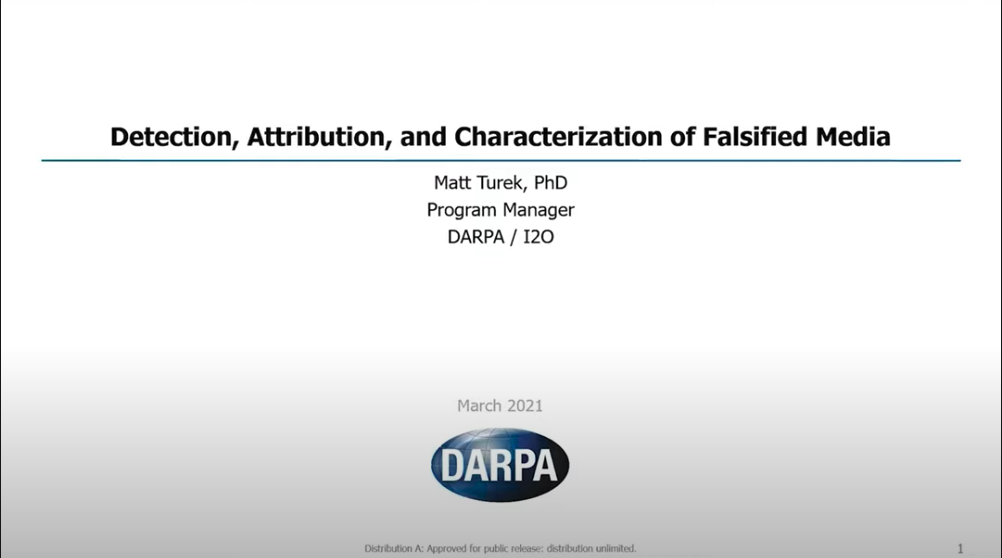 Detection, Attribution, and Characterization of Falsified Media
Matt Turek, PhD
Program Manager
DARPA / I2O
March 2021
DARPA
Distribution A: Approved for public release: distribution unlimited.
1